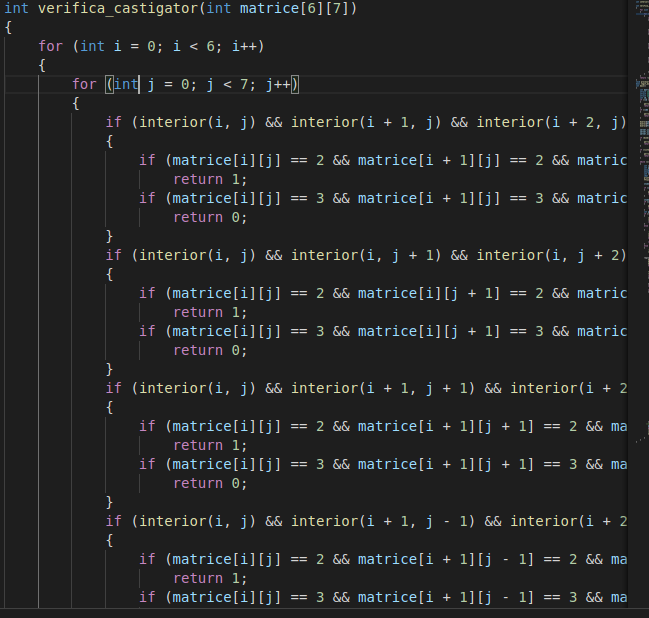 int verifica_castigator(int matrice[6][7])
{
    for (int i = 0; i < 6; i++)
    {
        for (int j = 0; j < 7; j++)
        {
            if (interior(i, j) && interior(i + 1, j) && interior(i + 2, j)
            {
                if (matrice[i][j] == 2 && matrice[i + 1][j] == 2 && matric
                    return 1;
                if (matrice[i][j] == 3 && matrice[i + 1][j] == 3 && matric
                    return 0;
            }
            if (interior(i, j) && interior(i, j + 1) && interior(i, j + 2)
            {
                if (matrice[i][j] == 2 && matrice[i][j + 1] == 2 && matric
                    return 1;
                if (matrice[i][j] == 3 && matrice[i][j + 1] == 3 && matric
                    return 0;
            }
            if (interior(i, j) && interior(i + 1, j + 1) && interior(i + 2
            {
                if (matrice[i][j] == 2 && matrice[i + 1][j + 1] == 2 && ma
                    return 1;
                if (matrice[i][j] == 3 && matrice[i + 1][j + 1] == 3 && ma
                    return 0;
            }
            if (interior(i, j) && interior(i + 1, j - 1) && interior(i + 2
            {
                if (matrice[i][j] == 2 && matrice[i + 1][j - 1] == 2 && ma
                    return 1;
                if (matrice[i][j] == 3 && matrice[i + 1][j - 1] == 3 && ma